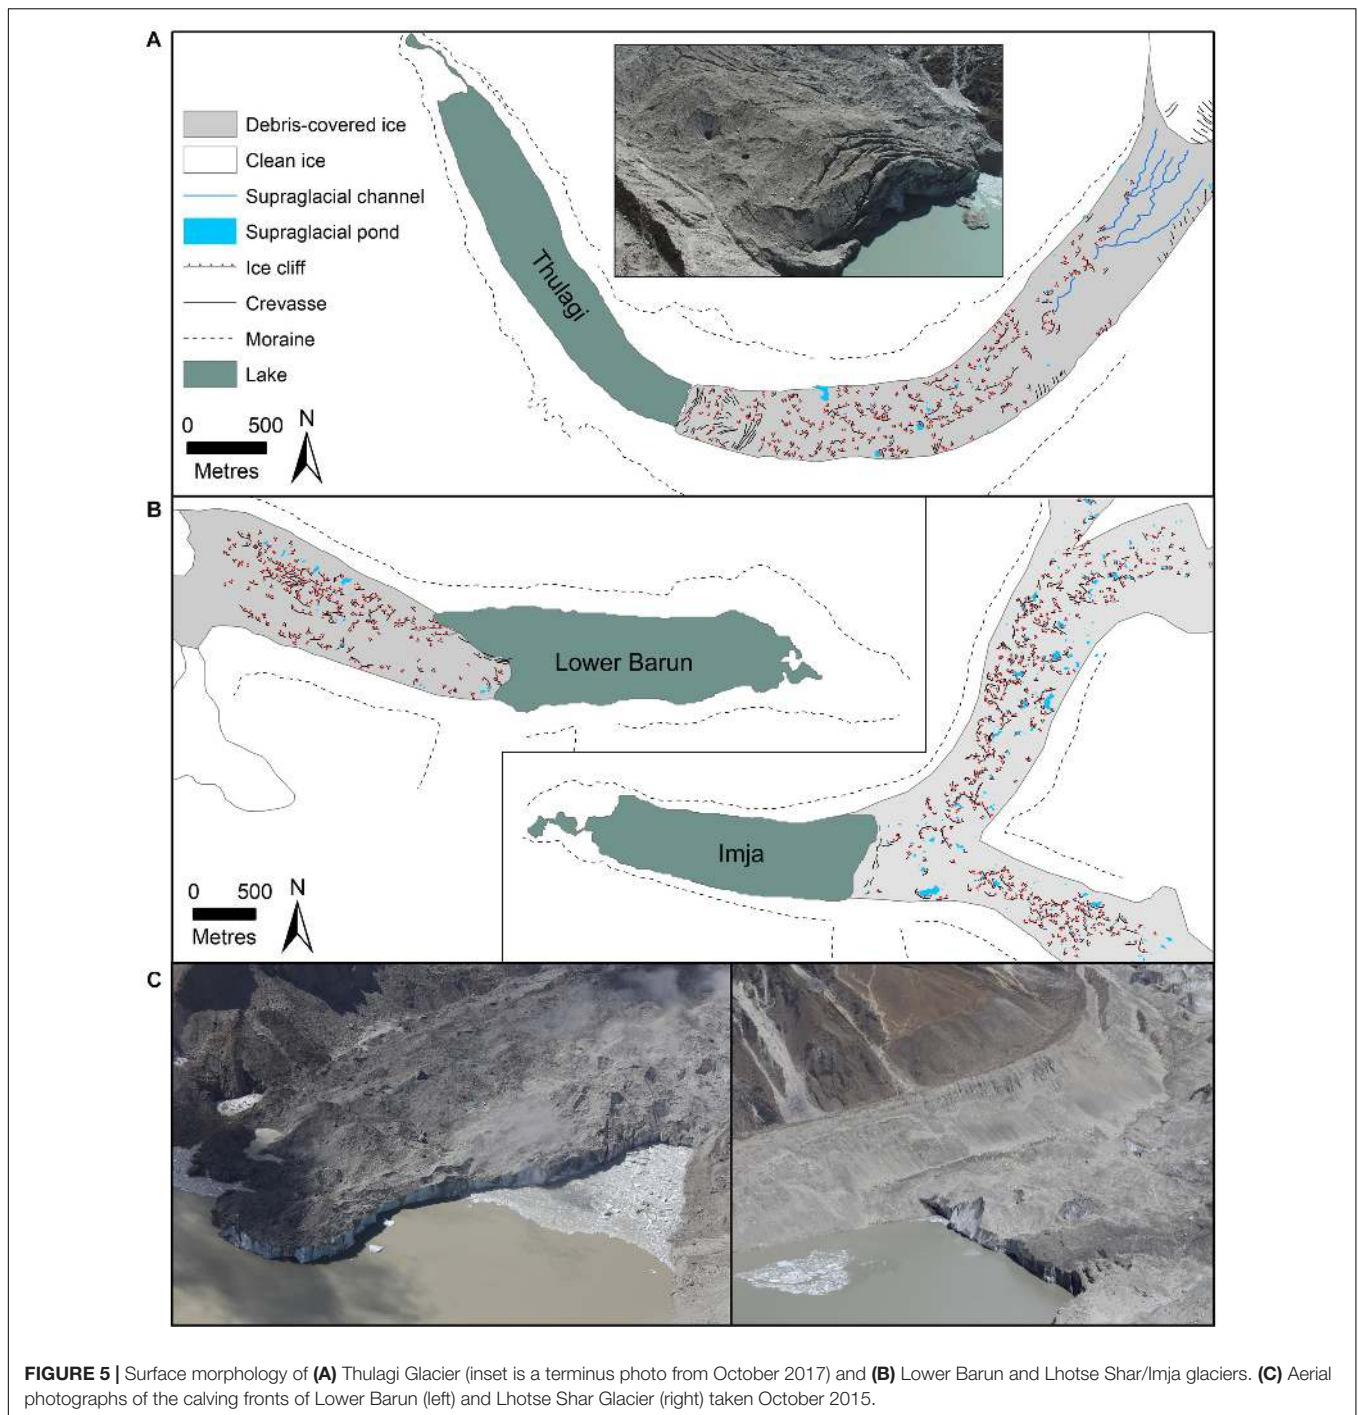 A
Debris-covered ice
Clean ice
Supraglacial channel
Supraglacial pond
Ice cliff
Crevasse
Moraine
Lake
0 500
Metres
N
Thulagi
B
Lower Barun
Imja
0 500
Metres
N
C
FIGURE 5 | Surface morphology of (A) Thulagi Glacier (inset is a terminus photo from October 2017) and (B) Lower Barun and Lhotse Shar/Imja glaciers. (C) Aerial
photographs of the calving fronts of Lower Barun (left) and Lhotse Shar Glacier (right) taken October 2015.